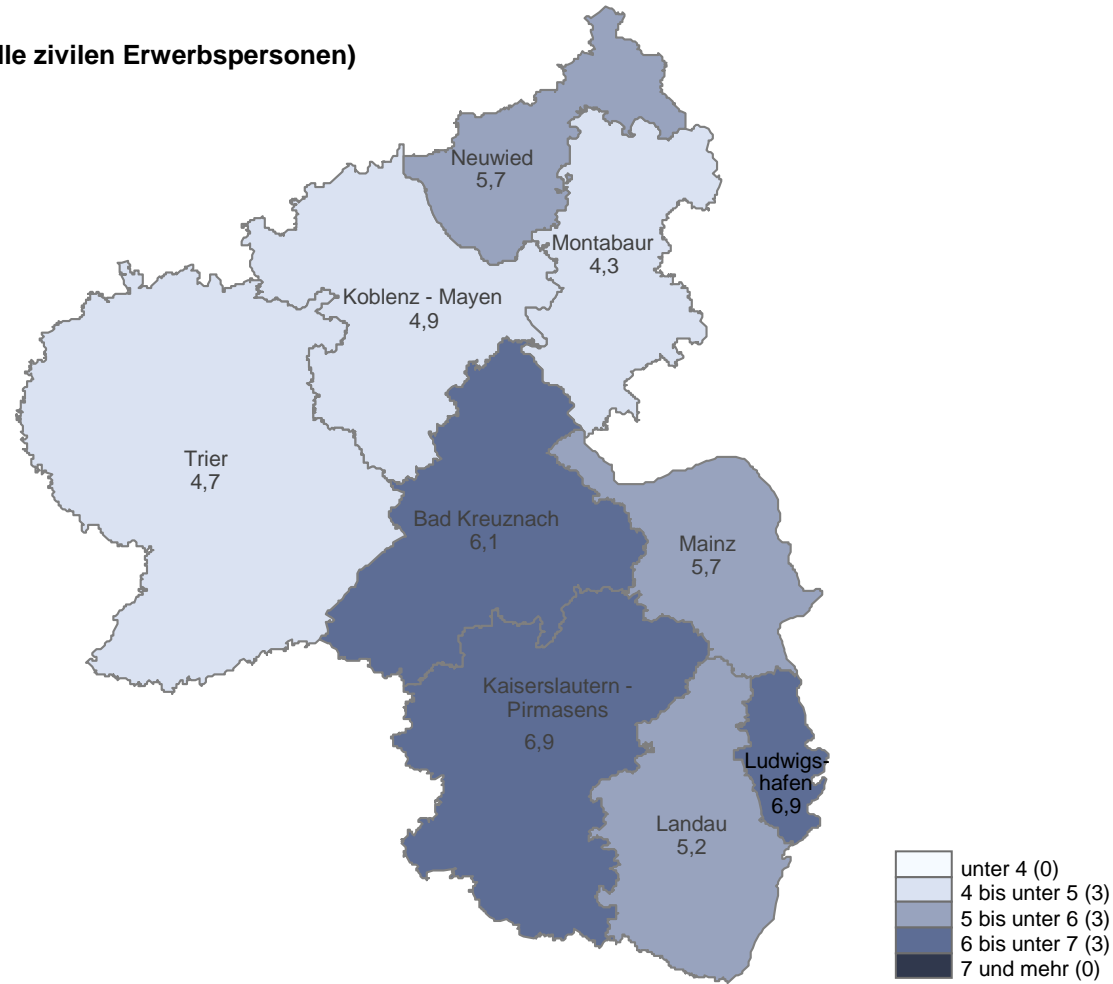 lle zivilen Erwerbspersonen)
Neuwied
5,7
Montabaur
4,3
Koblenz - Mayen
4,9
Trier
4,7
Bad Kreuznach
6,1
Mainz
5,7
Kaiserslautern -
Pirmasens
6,9
Ludwigs-
hafen
6,9
Landau
5,2
unter 4 (0)
4 bis unter 5 (3)
5 bis unter 6 (3)
6 bis unter 7 (3)
7 und mehr (0)